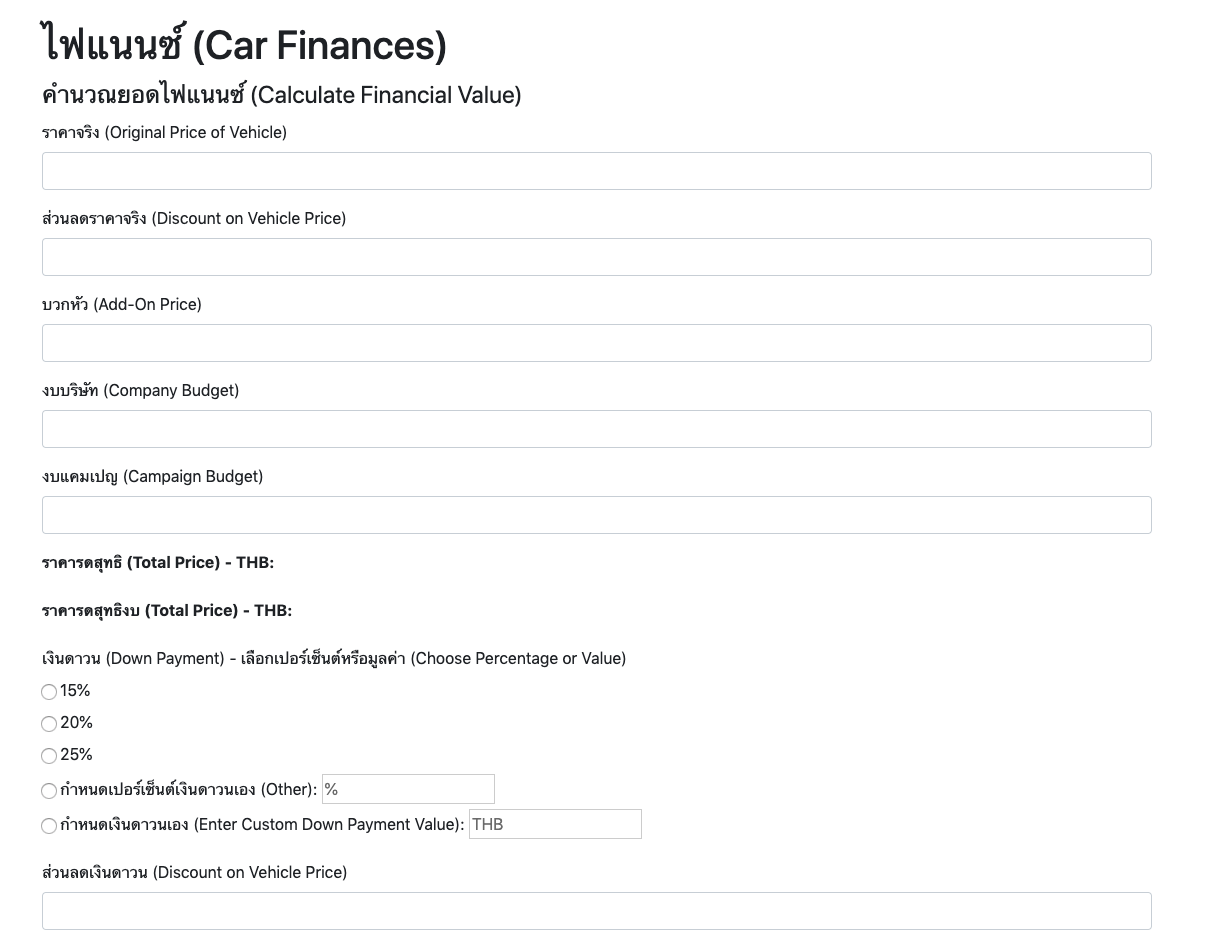 ไฟแนนซ์ (Car Finances)
คำนวณยอดไฟแนนซ์ (Calculate Financial Value)
ราคาจริง (Original Price of Vehicle)
ส่วนลดราคาจริง (Discount on Vehicle Price)
บวกหัว (Add-On Price)
งบบริษัท (Company Budget)
งบแคมเปญ (Campaign Budget)
ราคารถสุทธิ (Total Price) - THB:
ราคารถสุทธิงบ (Total Price) - THB:
เงินดาวน (Down Payment) - เลือกเปอร์เซ็นต์หรือมูลค่า (Choose Percentage or Value)
15%
20%
25%
กำหนดเปอร์เซ็นต์เงินดาวนเอง (Other): %
กำหนดเงินดาวนเอง (Enter Custom Down Payment Value): THB
ส่วนลดเงินดาวน (Discount on Vehicle Price)